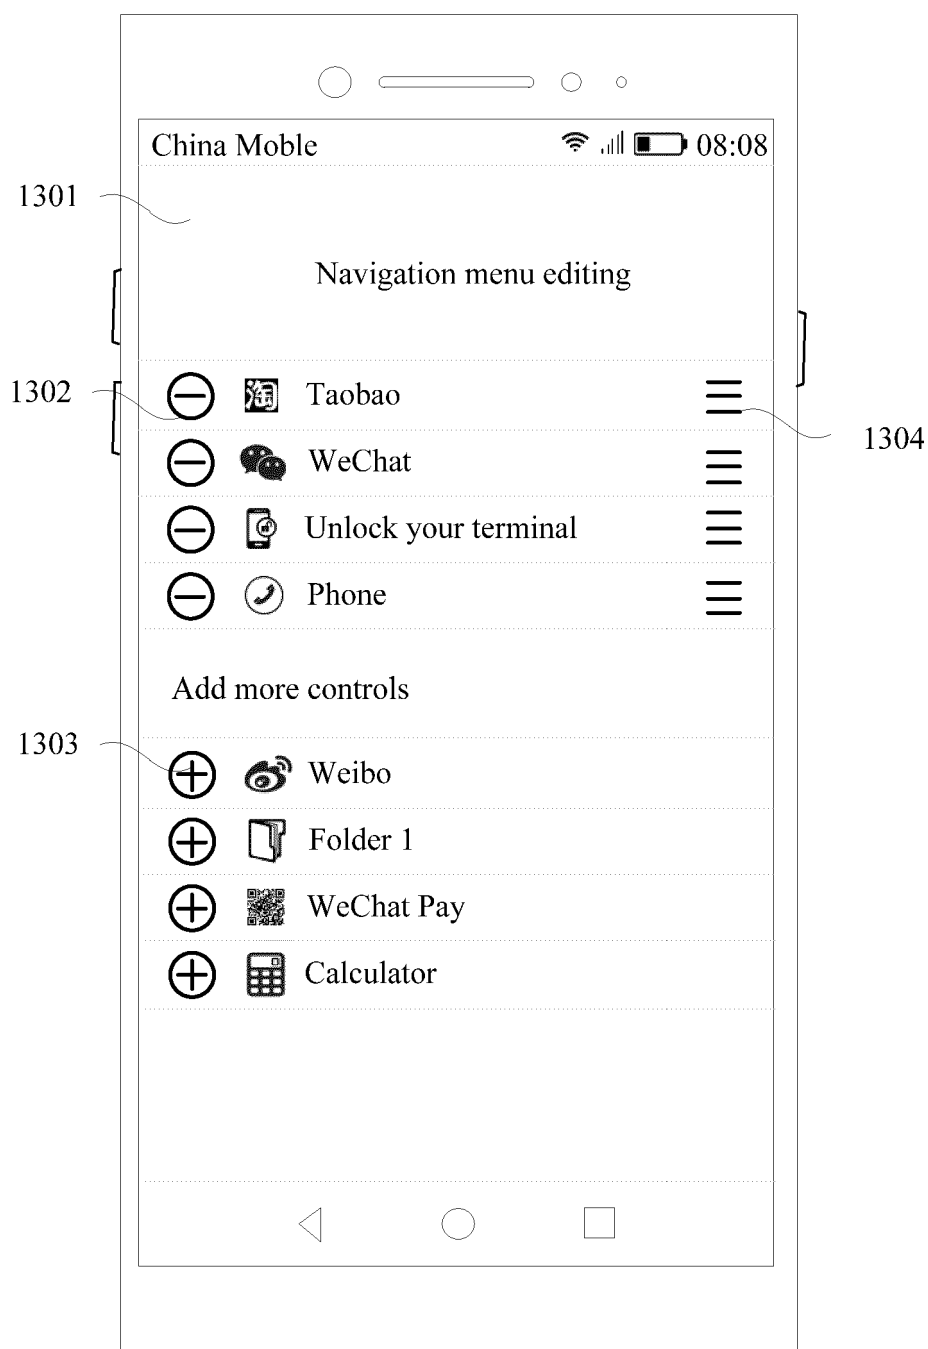 China Moble 08:08
1301
Navigation menu editing
1302 淘 Taobao
1304
WeChat
Unlock your terminal
Phone
Add more controls
1303
Weibo
Folder 1
WeChat Pay
Calculator